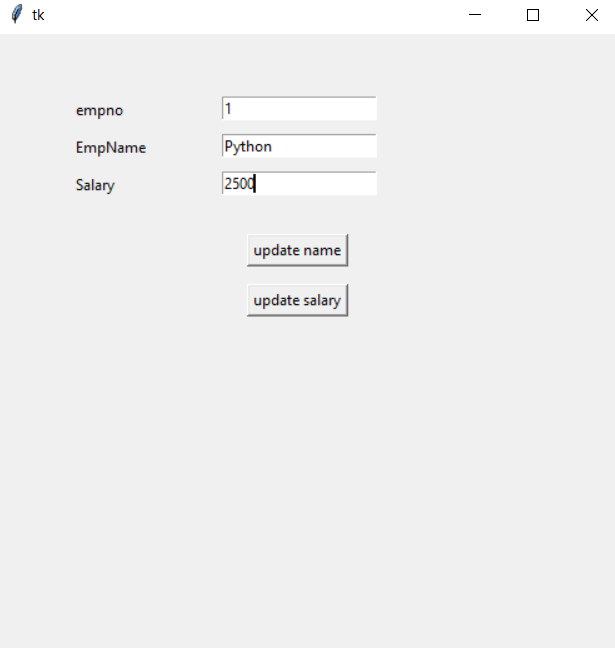 tk
empno 1
EmpName Python
Salary 2500
update name
update salary